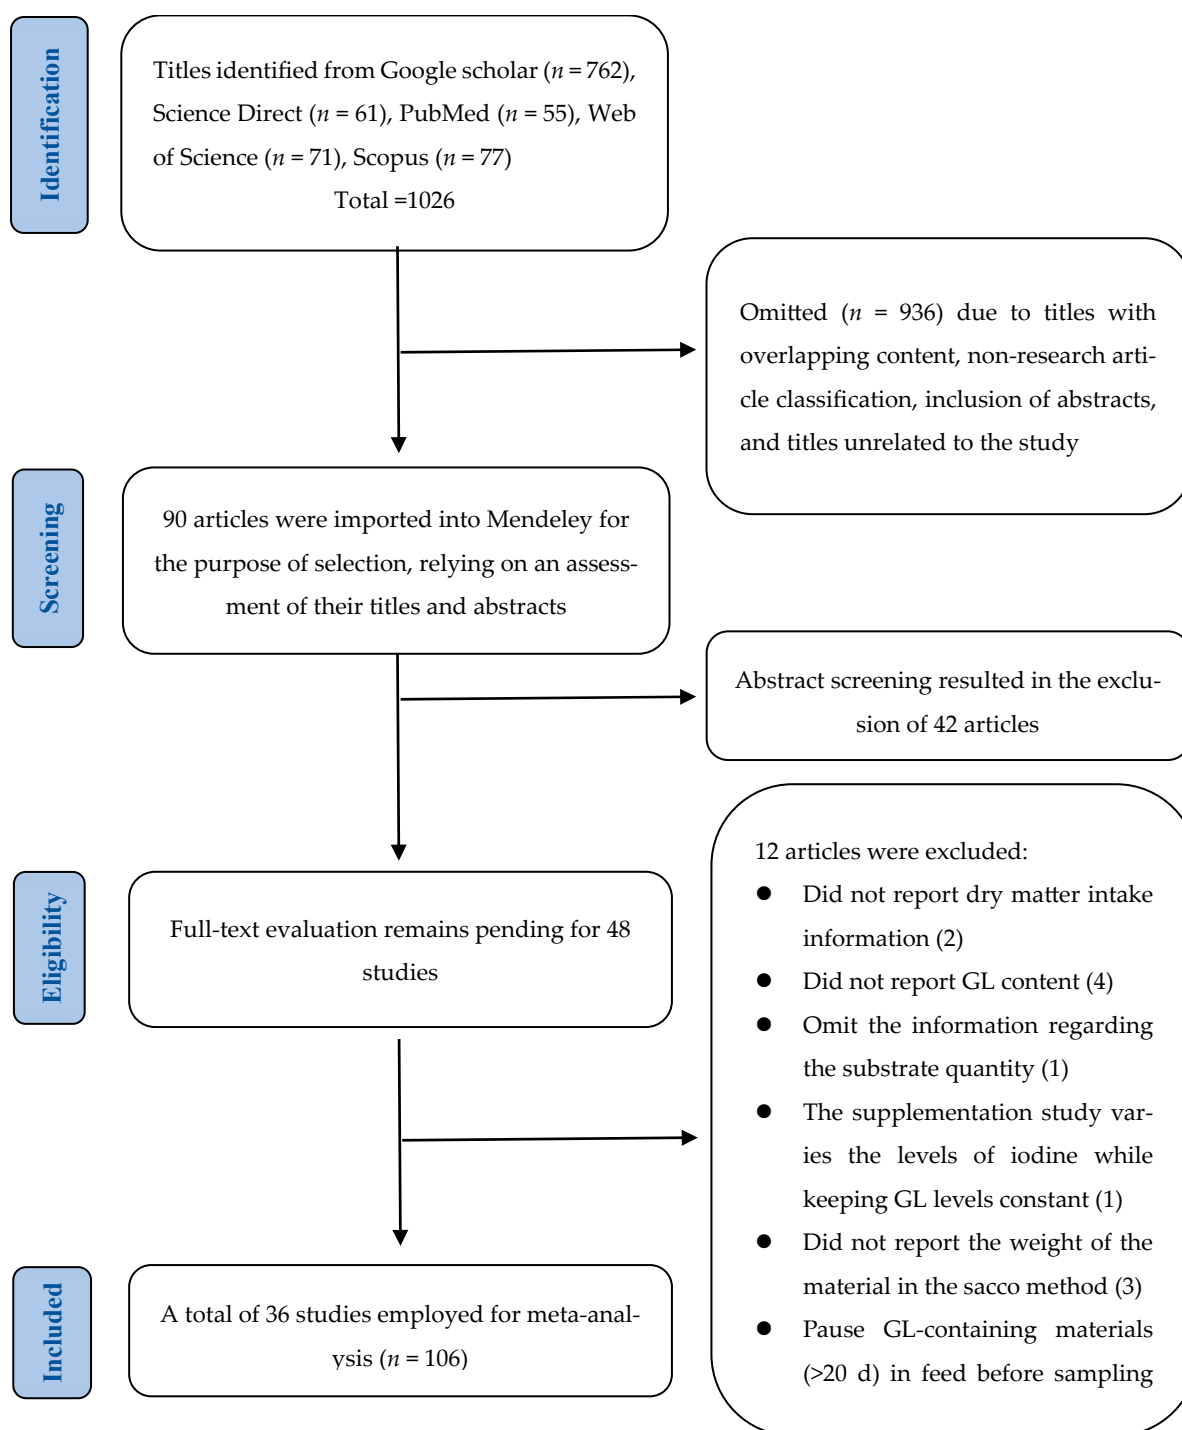 Identification
Titles identified from Google scholar (n = 762),
Science Direct (n = 61), PubMed (n = 55), Web
of Science (n = 71), Scopus (n = 77)
Total =1026
Omitted (n = 936) due to titles with
overlapping content, non-research arti-
cle classification, inclusion of abstracts,
and titles unrelated to the study
Screening
90 articles were imported into Mendeley for
the purpose of selection, relying on an assess-
ment of their titles and abstracts
Abstract screening resulted in the exclu-
sion of 42 articles
Eligibility
Full-text evaluation remains pending for 48
studies
12 articles were excluded:
● Did not report dry matter intake
information (2)
● Did not report GL content (4)
● Omit the information regarding
the substrate quantity (1)
● The supplementation study var-
ies the levels of iodine while
keeping GL levels constant (1)
● Did not report the weight of the
material in the sacco method (3)
● Pause GL-containing materials
(>20 d) in feed before sampling
Included
A total of 36 studies employed for meta-anal-
ysis (n = 106)